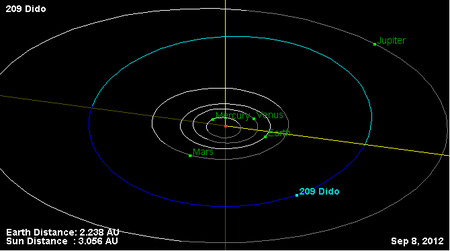 209 Dido
Jupiter
Mercury
Venus
Earth
Mars
209 Dido
Earth Distance: 2.238 AU
Sun Distance : 3.056 AU
Sep 8, 2012